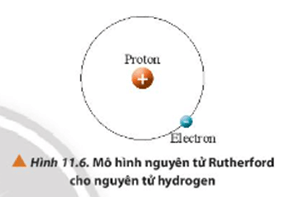 Proton
+
-
Electron
▲ Hình 11.6. Mô hình nguyên tử Rutherford
cho nguyên tử hydrogen